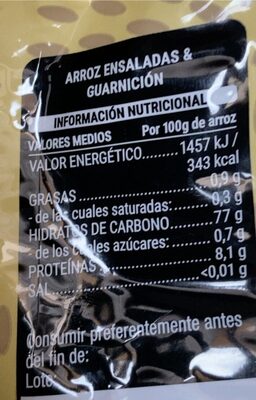 ARROZ ENSALADAS &
GUARNICIÓN
INFORMACIÓN NUTRICIONAL
VALORES MEDIOS Por 100g de arroz
VALOR ENERGÉTICO......... 1457 kJ /
343 kcal
GRASAS 0,9 g
- de las cuales saturadas: 0,3 g
HIDRATOS DE CARBONO 77 g
- de los cuales azúcares: 0,7 g
PROTEÍNAS 8,1 g
SAL <0,01 g
Consumir preferentemente antes
del fin de:
Lote: